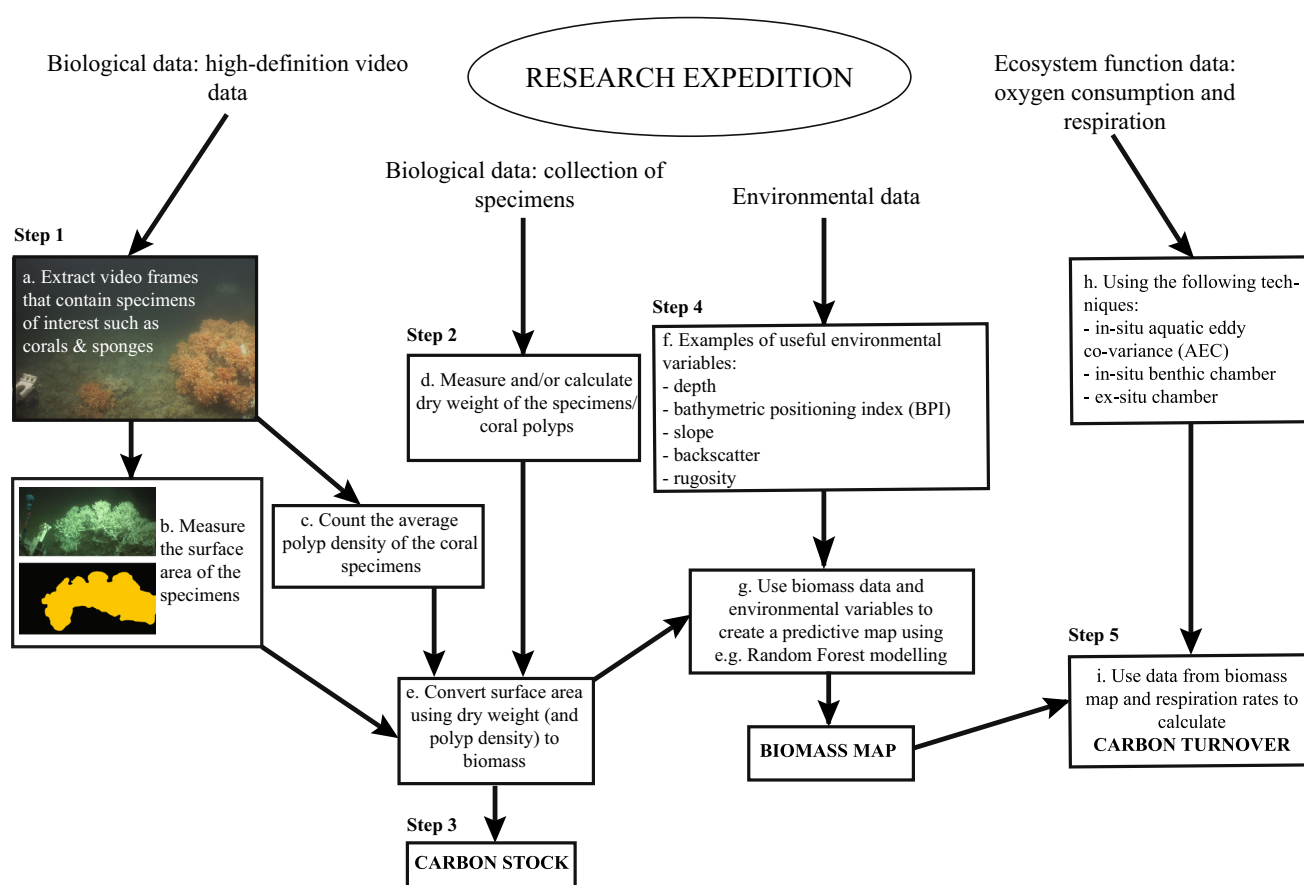 RESEARCH EXPEDITION
Biological data: high-definition video
data
Ecosystem function data:
oxygen consumption and
respiration
Biological data: collection of
specimens
Environmental data
Step 1
a. Extract video frames
that contain specimens
of interest such as
corals & sponges
b. Measure
the surface
area of the
specimens
c. Count the average
polyp density of the coral
specimens
Step 2
d. Measure and/or calculate
dry weight of the specimens/
coral polyps
e. Convert surface area
using dry weight (and
polyp density) to
biomass
Step 3
CARBON STOCK
Step 4
f. Examples of useful environmental
variables:
- depth
- bathymetric positioning index (BPI)
- slope
- backscatter
- rugosity
g. Use biomass data and
environmental variables to
create a predictive map using
e.g. Random Forest modelling
BIOMASS MAP
h. Using the following tech-
niques:
- in-situ aquatic eddy
co-variance (AEC)
- in-situ benthic chamber
- ex-situ chamber
Step 5
i. Use data from biomass
map and respiration rates to
calculate
CARBON TURNOVER